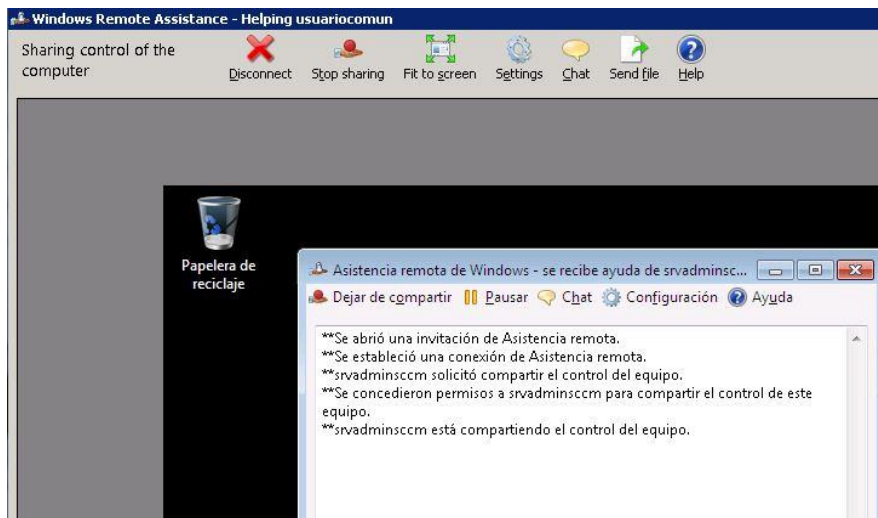 Windows Remote Assistance - Helping usuariocomun
Sharing control of the
computer
Disconnect
Stop sharing
Fit to screen
Settings
Chat
Send file
Help
Papelera de
reciclaje
Asistencia remota de Windows - se recibe ayuda de srvadminsc...
Dejar de compartir
Pausar
Chat
Configuración
Ayuda
**Se abrió una invitación de Asistencia remota.
**Se estableció una conexión de Asistencia remota.
**srvadminsccm solicitó compartir el control del equipo.
**Se concedieron permisos a srvadminsccm para compartir el control de este
equipo.
**srvadminsccm está compartiendo el control del equipo.